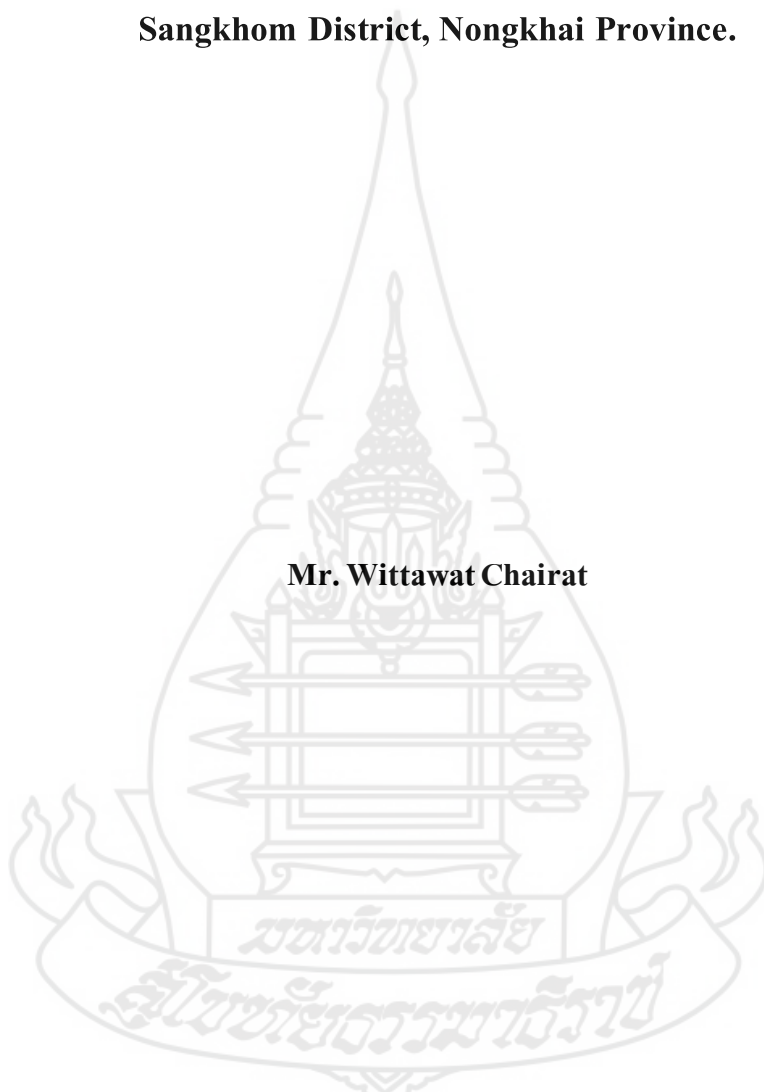 Sangkhom District, Nongkhai Province.
Mr. Wittawat Chairat
มหาวิทยาลัย
สุโขทัยธรรมาธิราช